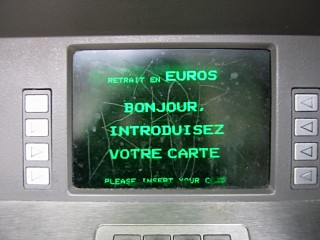 RETRAIT EN EUROS
BONJOUR,
INTRODUISEZ
VOTRE CARTE
PLEASE INSERT YOUR